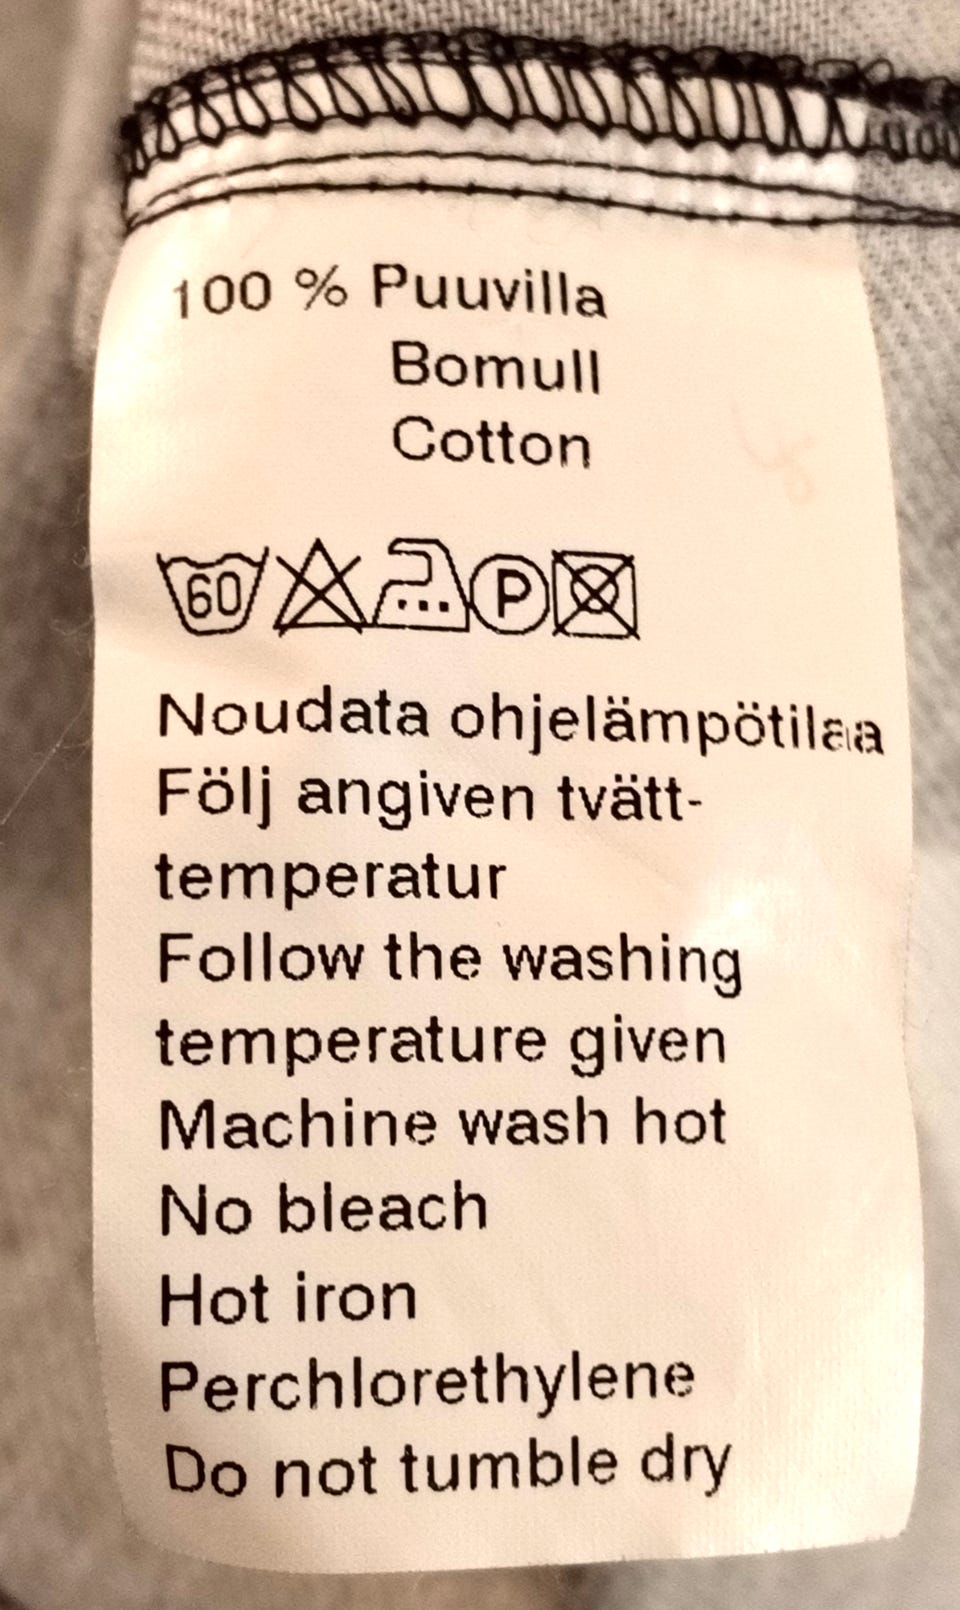 100 % Puuvilla
Bomull
Cotton
60 P
Noudata ohjelämpötilaa
Följ angiven tvätt-
temperatur
Follow the washing
temperature given
Machine wash hot
No bleach
Hot iron
Perchlorethylene
Do not tumble dry